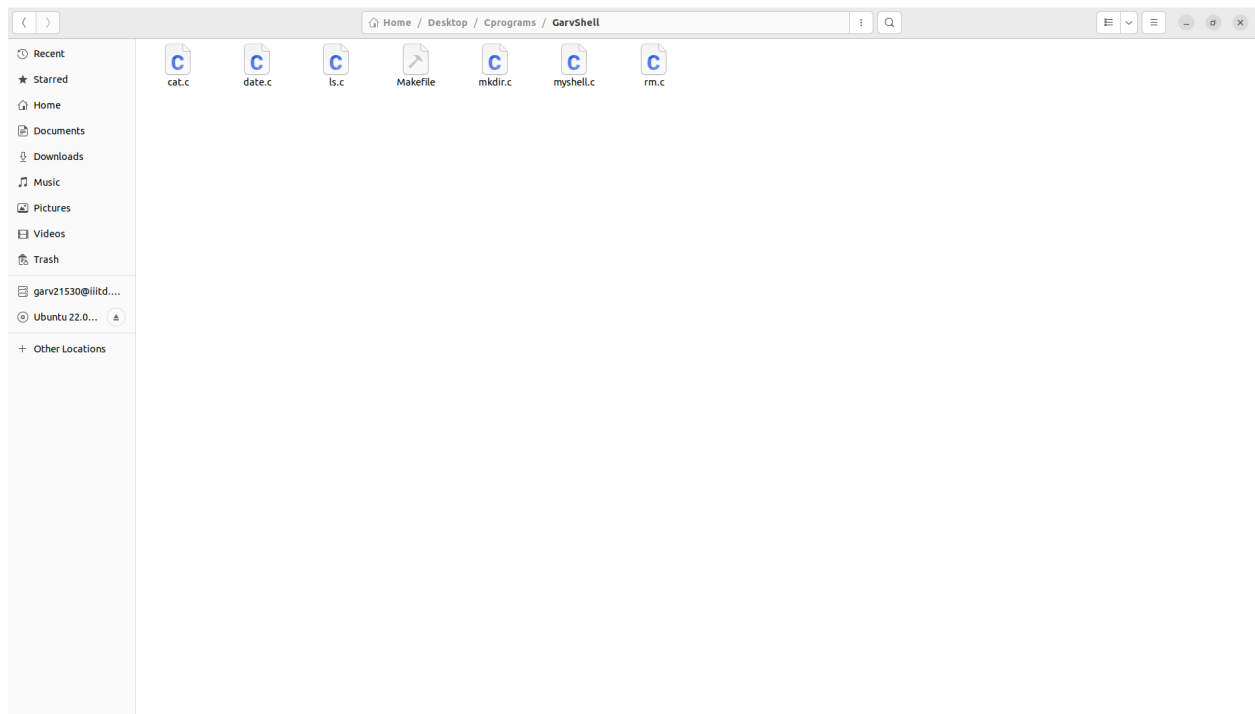 Home / Desktop / Cprograms / GarvShell
Recent
Starred
Home
Documents
Downloads
Music
Pictures
Videos
Trash
garv21530@iiitd....
Ubuntu 22.0...
+ Other Locations
cat.c
date.c
ls.c
Makefile
mkdir.c
myshell.c
rm.c